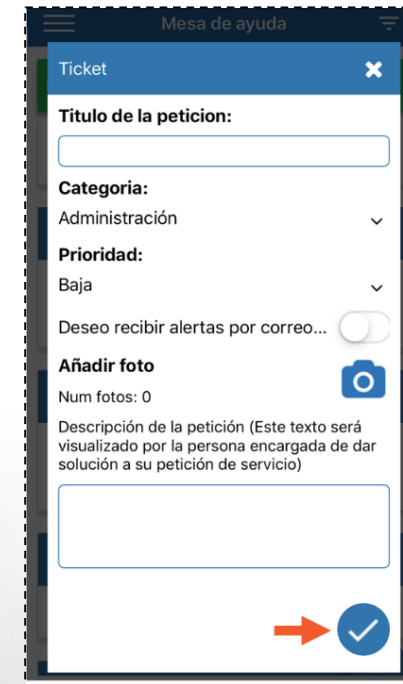 Mesa de ayuda
Ticket
Titulo de la peticion:
Categoria:
Administración
Prioridad:
Baja
Deseo recibir alertas por correo...
Añadir foto
Num fotos: 0
Descripción de la petición (Este texto será
visualizado por la persona encargada de dar
solución a su petición de servicio)